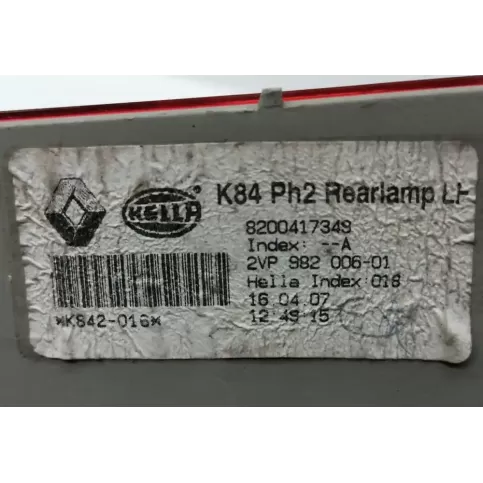 HELLA
K84 Ph2 Rearlamp LH
8200417349
Index: --A
2VP 982 006-01
Hella Index 018
16 04 07
12 49 15
*K842-016*